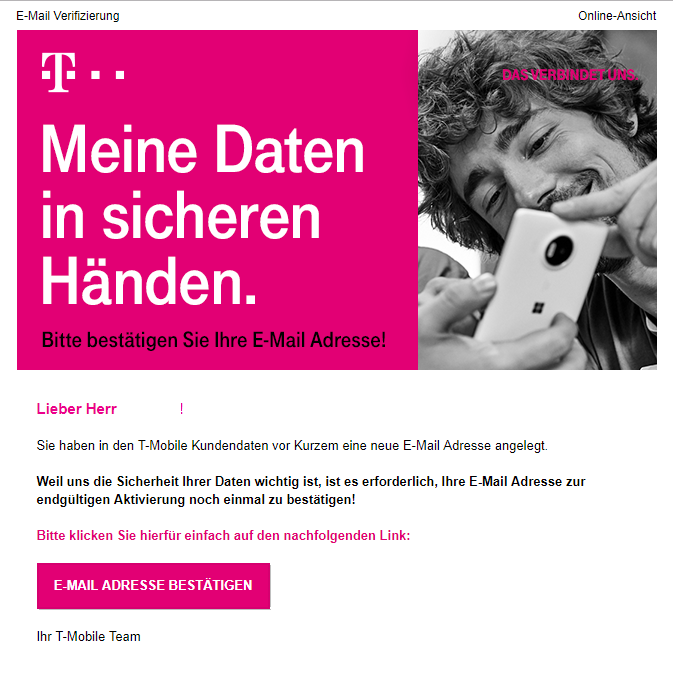 E-Mail Verifizierung
Online-Ansicht
T
DAS VERBINDET UNS.
Meine Daten
in sicheren
Händen.
Bitte bestätigen Sie Ihre E-Mail Adresse!
Lieber Herr !
Sie haben in den T-Mobile Kundendaten vor Kurzem eine neue E-Mail Adresse angelegt.
Weil uns die Sicherheit Ihrer Daten wichtig ist, ist es erforderlich, Ihre E-Mail Adresse zur
endgültigen Aktivierung noch einmal zu bestätigen!
Bitte klicken Sie hierfür einfach auf den nachfolgenden Link:
E-MAIL ADRESSE BESTÄTIGEN
Ihr T-Mobile Team